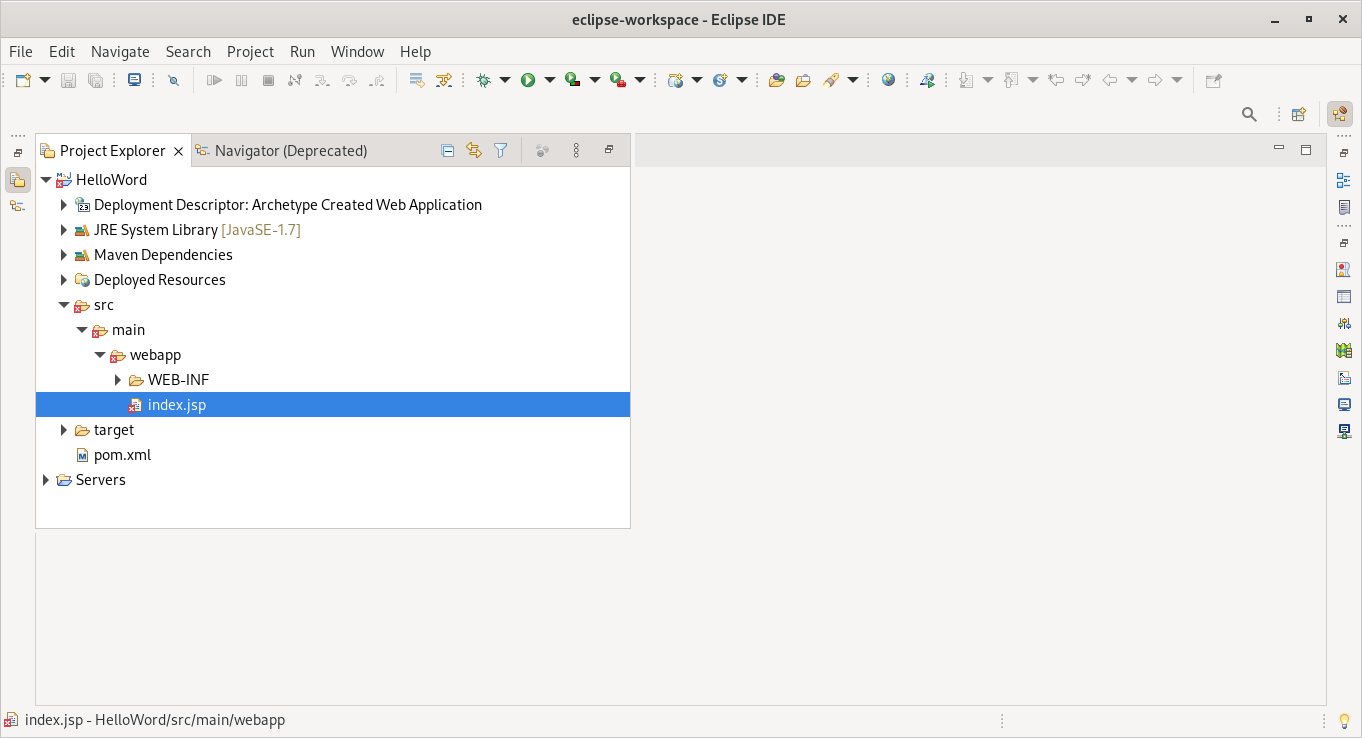 eclipse-workspace - Eclipse IDE
File Edit Navigate Search Project Run Window Help
Project Explorer Navigator (Deprecated)
HelloWord
Deployment Descriptor: Archetype Created Web Application
JRE System Library [JavaSE-1.7]
Maven Dependencies
Deployed Resources
src
main
webapp
WEB-INF
index.jsp
target
pom.xml
Servers
index.jsp - HelloWord/src/main/webapp